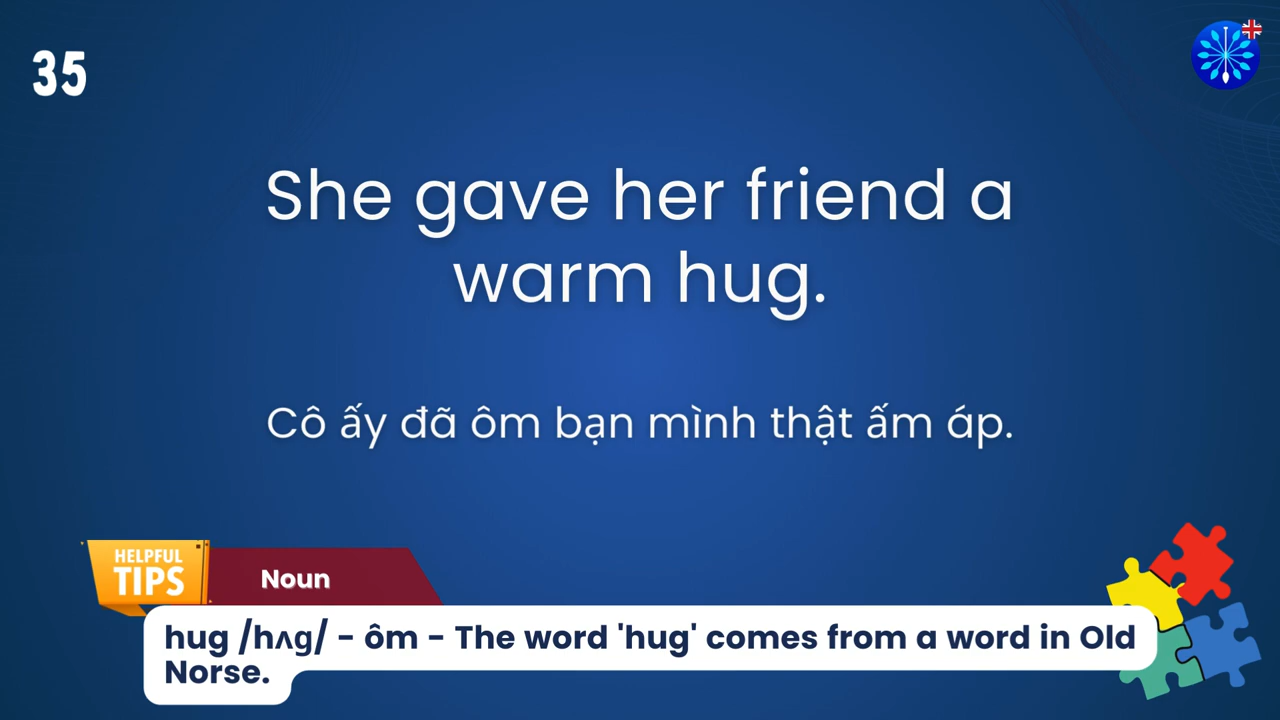 35
She gave her friend a
warm hug.
Cô ấy đã ôm bạn mình thật ấm áp.
HELPFUL
TIPS
Noun
hug /hʌɡ/ - ôm - The word 'hug' comes from a word in Old
Norse.